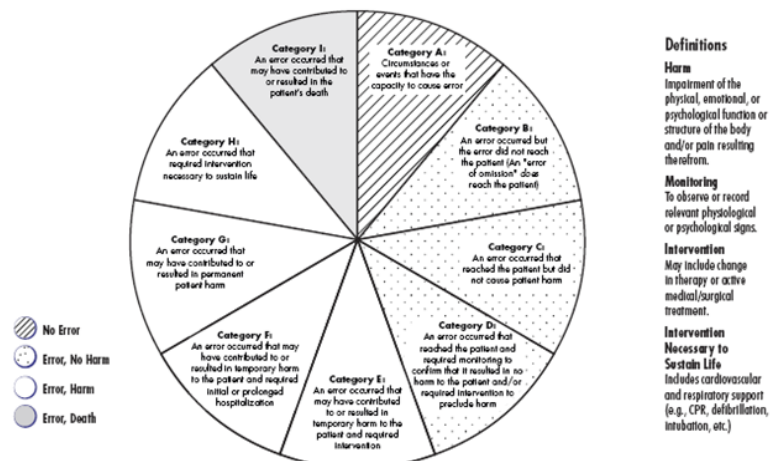 Category A:
Circumstances or
events that have the
capacity to cause error
Category B:
An error occurred but
the error did not reach
the patient (An "error
of omission" does
reach the patient)
Category C:
An error occurred that
reached the patient but did
not cause patient harm
Category D:
An error occurred that
reached the patient and
required monitoring to
confirm that it resulted in no
harm to the patient and/or
required intervention to
preclude harm
Category E:
An error occurred that
may have contributed
to or resulted in
temporary harm to the
patient and required
intervention
Category F:
An error occurred that may
have contributed to or
resulted in temporary harm
to the patient and required
initial or prolonged
hospitalization
Category G:
An error occurred that
may have contributed to or
resulted in permanent
patient harm
Category H:
An error occurred that
required intervention
necessary to sustain life
Category I:
An error occurred that
may have contributed to
or resulted in the
patient's death
No Error
Error, No Harm
Error, Harm
Error, Death
Definitions
Harm
Impairment of the
physical, emotional, or
psychological function or
structure of the body
and/or pain resulting
therefrom.
Monitoring
To observe or record
relevant physiological
or psychological signs.
Intervention
May include change
in therapy or active
medical/surgical
treatment.
Intervention
Necessary to
Sustain Life
Includes cardiovascular
and respiratory support
(e.g., CPR, defibrillation,
intubation, etc.)